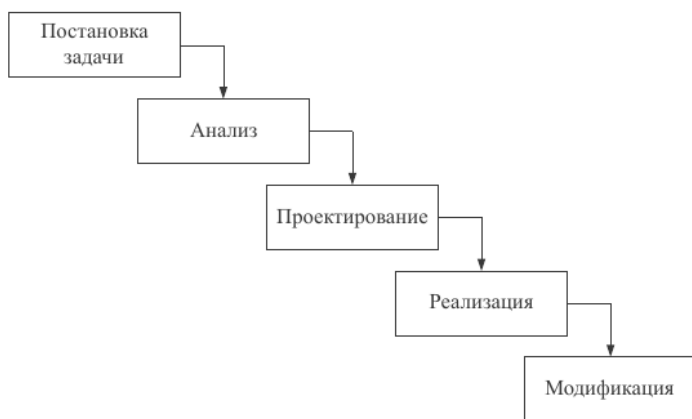 Постановка
задачи
Анализ
Проектирование
Реализация
Модификация